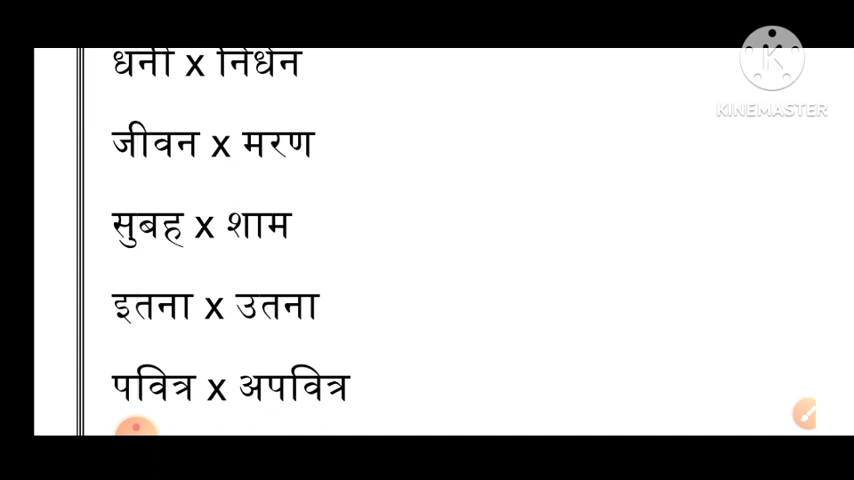 धनी x निर्धन
जीवन x मरण
सुबह x शाम
इतना x उतना
पवित्र x अपवित्र
KINEMASTER